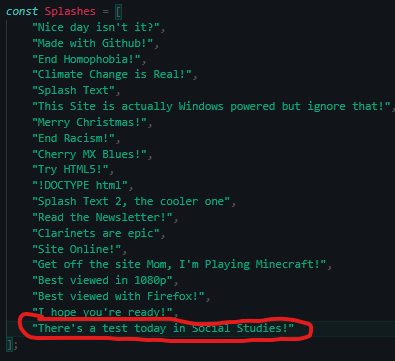 const Splashes = [
"Nice day isn't it?",
"Made with Github!",
"End Homophobia!",
"Climate Change is Real!",
"Splash Text",
"This Site is actually Windows powered but ignore that!",
"Merry Christmas!",
"End Racism!",
"Cherry MX Blues!",
"Try HTML5!",
"!DOCTYPE html",
"Splash Text 2, the cooler one",
"Read the Newsletter!",
"Clarinets are epic",
"Site Online!",
"Get off the site Mom, I'm Playing Minecraft!",
"Best viewed in 1080p",
"Best viewed with Firefox!",
"I hope you're ready!",
"There's a test today in Social Studies!"
];